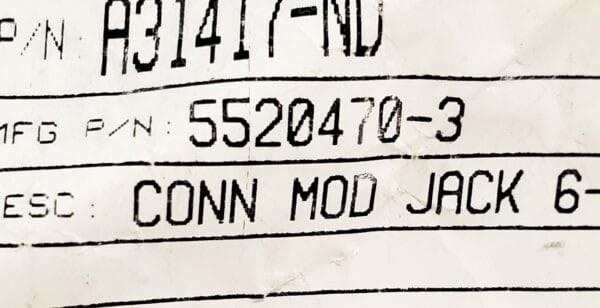 P/N: A31417-ND
MFG P/N: 5520470-3
ESC: CONN MOD JACK 6-